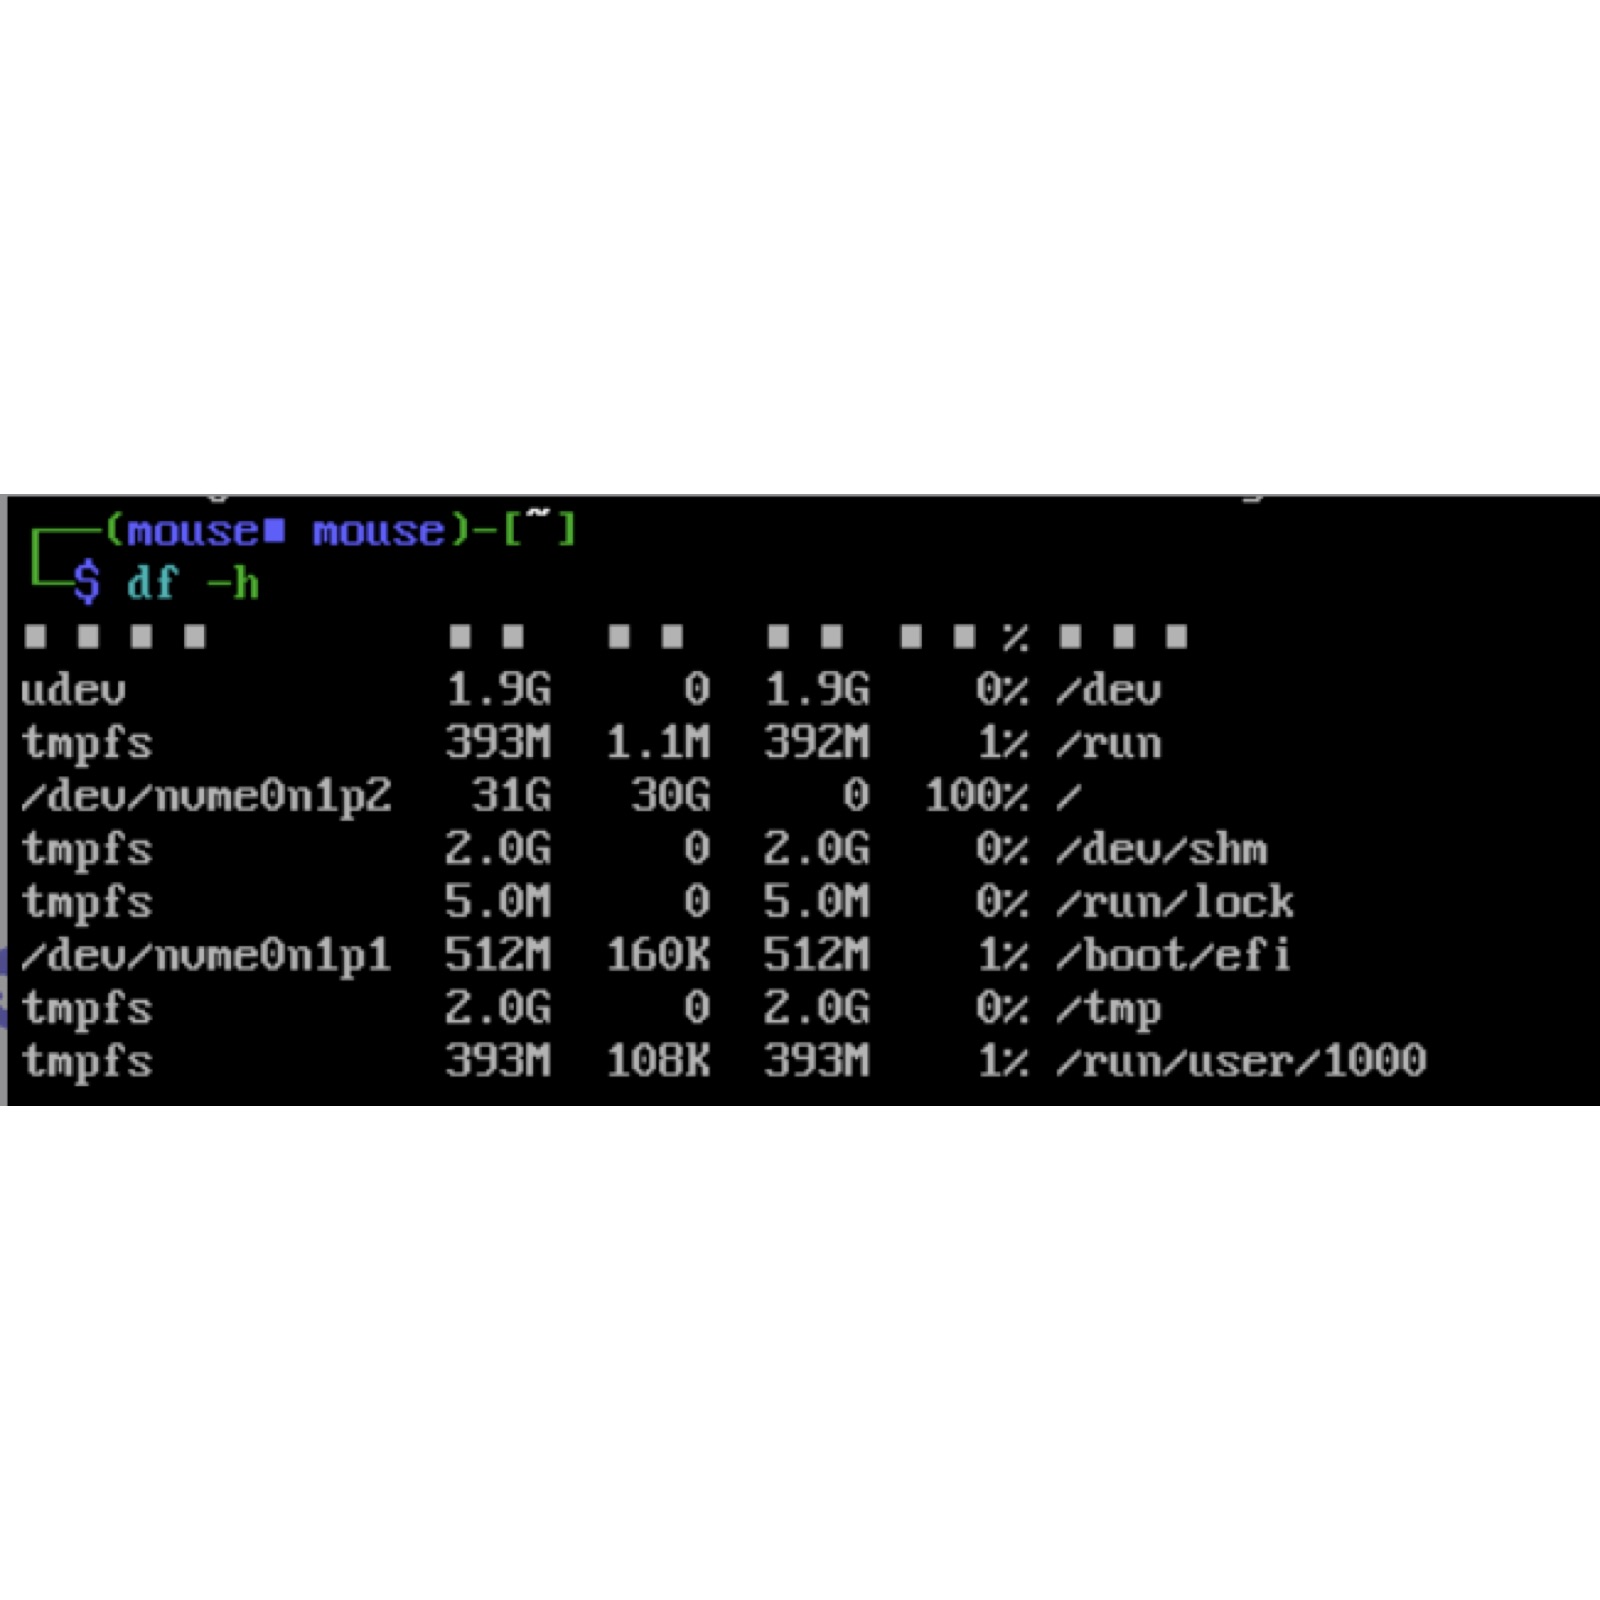 ┌──(mouse■ mouse)-[~]
└─$ df -h
■ ■ ■ ■ ■ ■ ■ ■ ■ ■ ■ ■ % ■ ■ ■
udev 1.9G 0 1.9G 0% /dev
tmpfs 393M 1.1M 392M 1% /run
/dev/nvme0n1p2 31G 30G 0 100% /
tmpfs 2.0G 0 2.0G 0% /dev/shm
tmpfs 5.0M 0 5.0M 0% /run/lock
/dev/nvme0n1p1 512M 160K 512M 1% /boot/efi
tmpfs 2.0G 0 2.0G 0% /tmp
tmpfs 393M 108K 393M 1% /run/user/1000